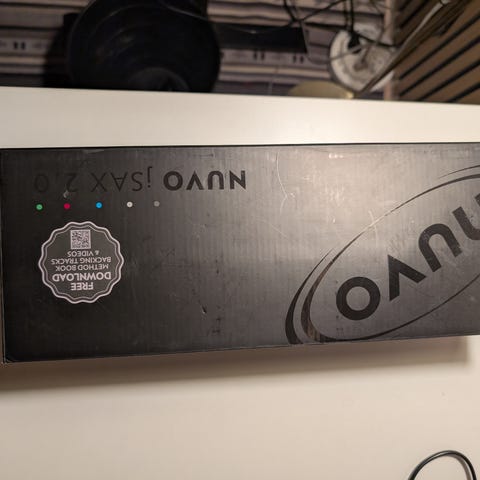 NUVO jSAX 2.0
NUVO
FREE
DOWNLOAD
METHOD BOOK
BACKING TRACKS
& VIDEOS